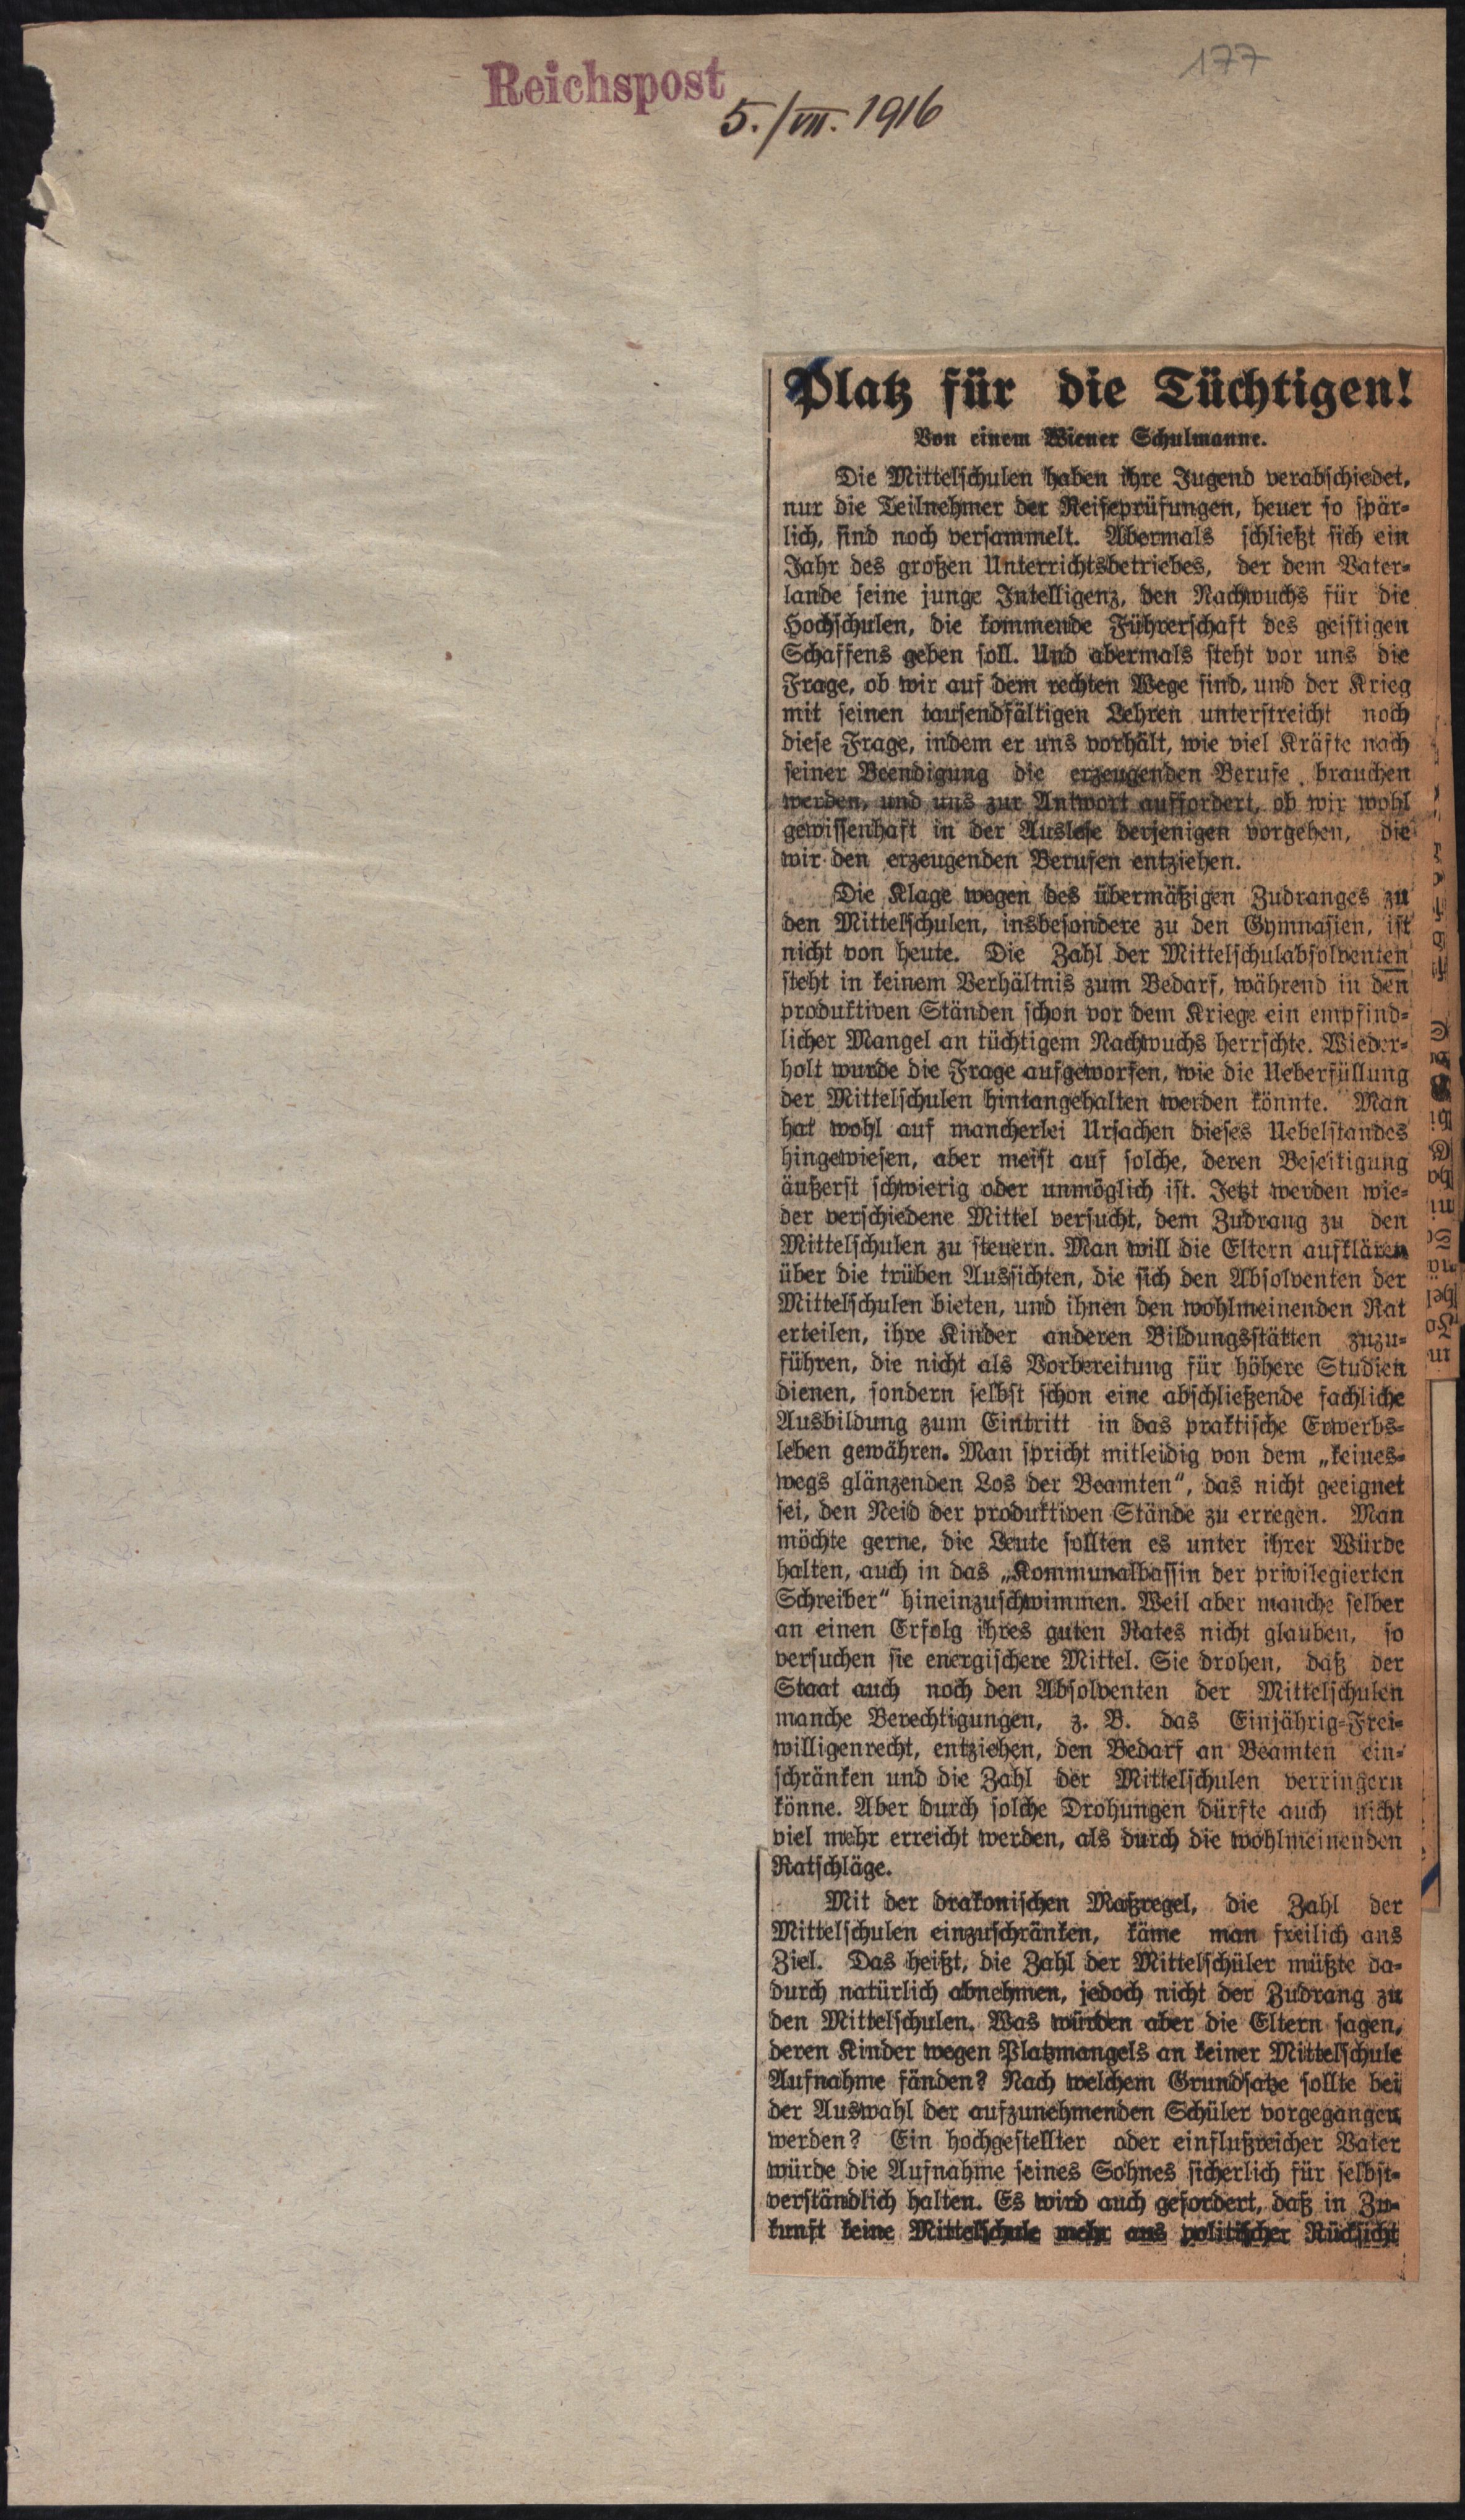 177
Reichspost
5./VII. 1916
Platz für die Tüchtigen!
Von einem Wiener Schulmanne.
Die Mittelschulen haben ihre Jugend verabschiedet,
nur die Teilnehmer der Reifeprüfungen, heuer so spär-
lich, sind noch versammelt. Abermals schließt sich ein
Jahr des großen Unterrichtsbetriebes, der dem Vater-
lande seine junge Intelligenz, den Nachwuchs für die
Hochschulen, die kommende Führerschaft des geistigen
Schaffens geben soll. Und abermals steht vor uns die
Frage, ob wir auf dem rechten Wege sind, und der Krieg
mit seinen tausendfältigen Lehren unterstreicht noch
diese Frage, indem er uns vorhält, wie viel Kräfte nach
seiner Beendigung die erzeugenden Berufe brauchen
werden, und uns zur Antwort auffordert, ob wir wohl
gewissenhaft in der Auslese derjenigen vorgehen, die
wir den erzeugenden Berufen entziehen.
Die Klage wegen des übermäßigen Zudranges zu
den Mittelschulen, insbesondere zu den Gymnasien, ist
nicht von heute. Die Zahl der Mittelschulabsolventen
steht in keinem Verhältnis zum Bedarf, während in den
produktiven Ständen schon vor dem Kriege ein empfind-
licher Mangel an tüchtigem Nachwuchs herrschte. Wieder-
holt wurde die Frage aufgeworfen, wie die Ueberfüllung
der Mittelschulen hintangehalten werden könnte. Man
hat wohl auf mancherlei Ursachen dieses Uebelstandes
hingewiesen, aber meist auf solche, deren Beseitigung
äußerst schwierig oder unmöglich ist. Jetzt werden wie-
der verschiedene Mittel versucht, dem Zudrang zu den
Mittelschulen zu steuern. Man will die Eltern aufklären
über die trüben Aussichten, die sich den Absolventen der
Mittelschulen bieten, und ihnen den wohlmeinenden Rat
erteilen, ihre Kinder anderen Bildungsstätten zuzu-
führen, die nicht als Vorbereitung für höhere Studien
dienen, sondern selbst schon eine abschließende fachliche
Ausbildung zum Eintritt in das praktische Erwerbs-
leben gewähren. Man spricht mitleidig von dem „keines-
wegs glänzenden Los der Beamten“, das nicht geeignet
sei, den Neid der produktiven Stände zu erregen. Man
möchte gerne, die Leute sollten es unter ihrer Würde
halten, auch in das „Kommunalbassin der privilegierten
Schreiber“ hineinzuschwimmen. Weil aber manche selber
an einen Erfolg ihres guten Rates nicht glauben, so
versuchen sie energischere Mittel. Sie drohen, daß der
Staat auch noch den Absolventen der Mittelschulen
manche Berechtigungen, z. B. das Einjährig-Frei-
willigenrecht, entziehen, den Bedarf an Beamten ein-
schränken und die Zahl der Mittelschulen verringern
könne. Aber durch solche Drohungen dürfte auch nicht
viel mehr erreicht werden, als durch die wohlmeinenden
Ratschläge.
Mit der drakonischen Maßregel, die Zahl der
Mittelschulen einzuschränken, käme man freilich ans
Ziel. Das heißt, die Zahl der Mittelschüler müßte da-
durch natürlich abnehmen, jedoch nicht der Zudrang zu
den Mittelschulen. Was würden aber die Eltern sagen,
deren Kinder wegen Platzmangels an keiner Mittelschule
Aufnahme fänden? Nach welchem Grundsatze sollte bei
der Auswahl der aufzunehmenden Schüler vorgegangen
werden? Ein hochgestellter oder einflußreicher Vater
würde die Aufnahme seines Sohnes sicherlich für selbst-
verständlich halten. Es wird auch gefordert, daß in Zu-
kunft keine Mittelschule mehr aus politischer Rücksicht